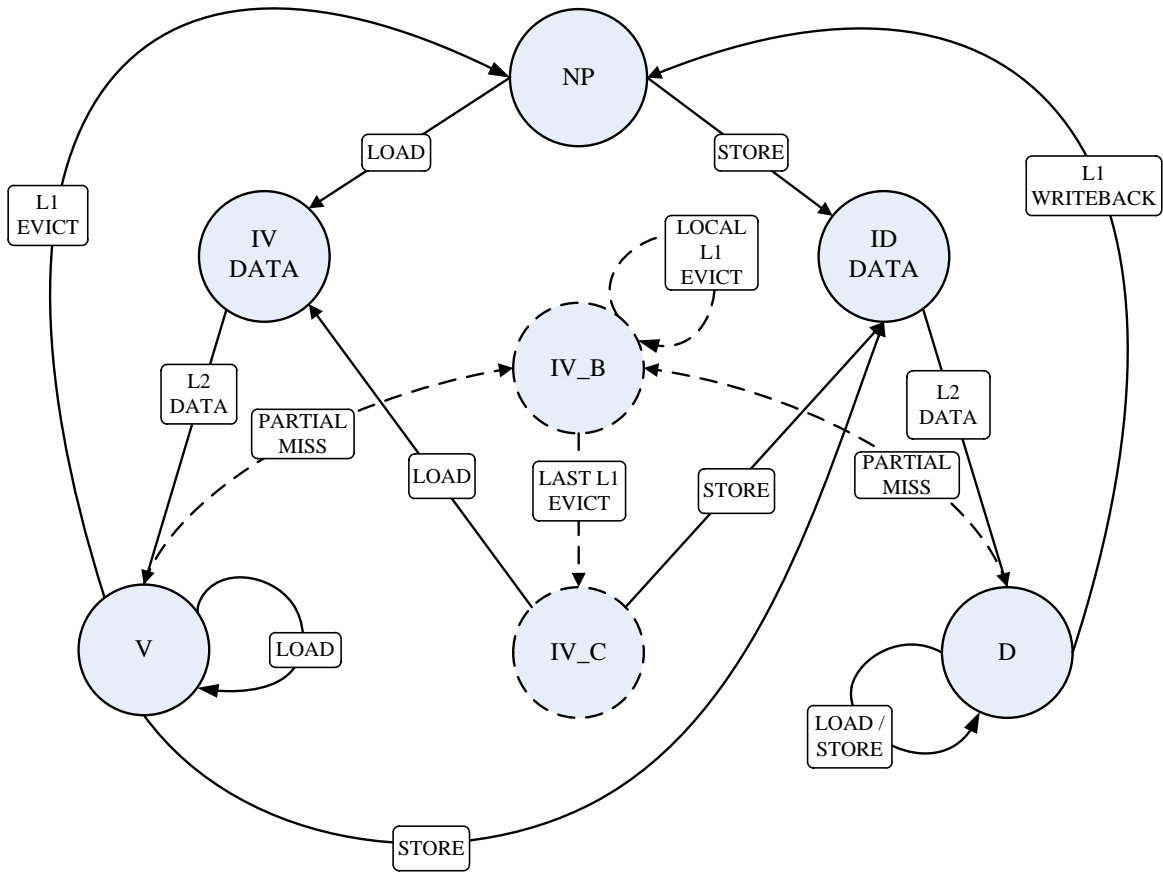 NP
LOAD
STORE
L1
EVICT
L1
WRITEBACK
IV
DATA
LOCAL
L1
EVICT
ID
DATA
IV_B
L2
DATA
L2
DATA
PARTIAL
MISS
LOAD
LAST L1
EVICT
STORE
PARTIAL
MISS
V
LOAD
IV_C
D
LOAD /
STORE
STORE